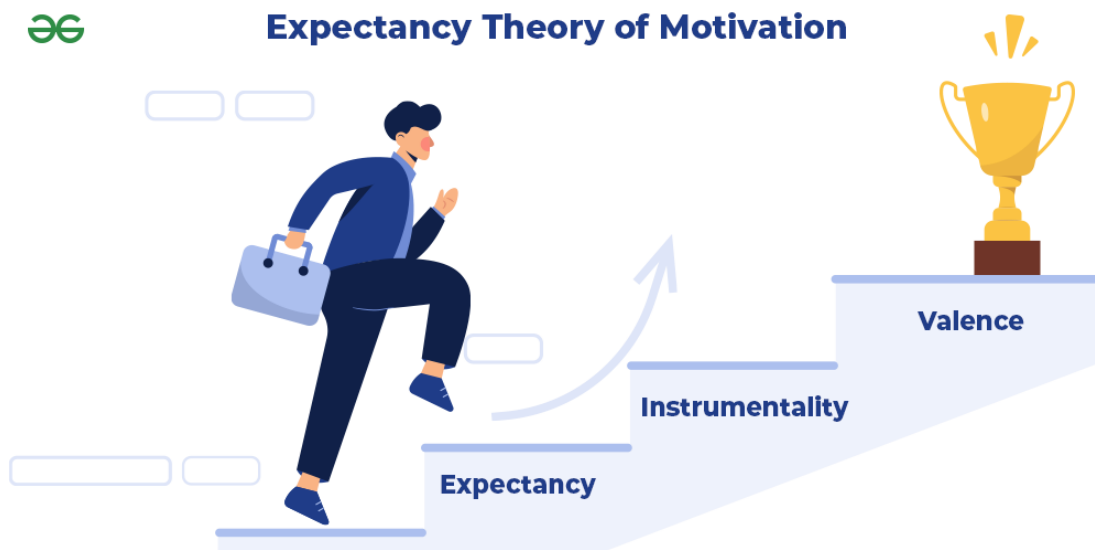 Expectancy Theory of Motivation
Valence
Instrumentality
Expectancy